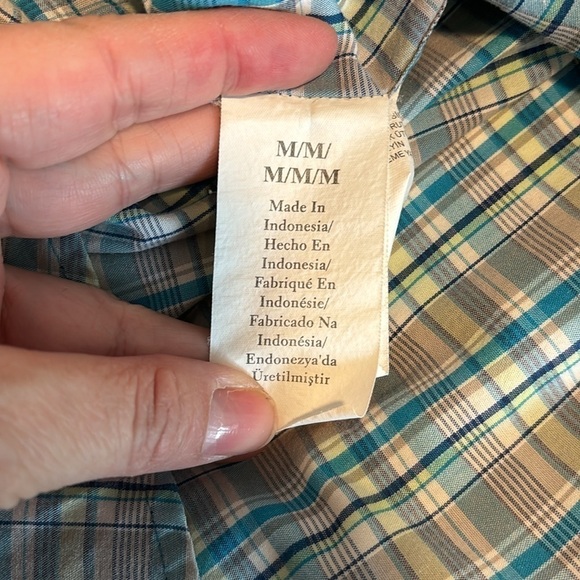 M/M/
M/M/M
Made In
Indonesia/
Hecho En
Indonesia/
Fabriqué En
Indonésie/
Fabricado Na
Indonésia/
Endonezya'da
Üretilmiştir